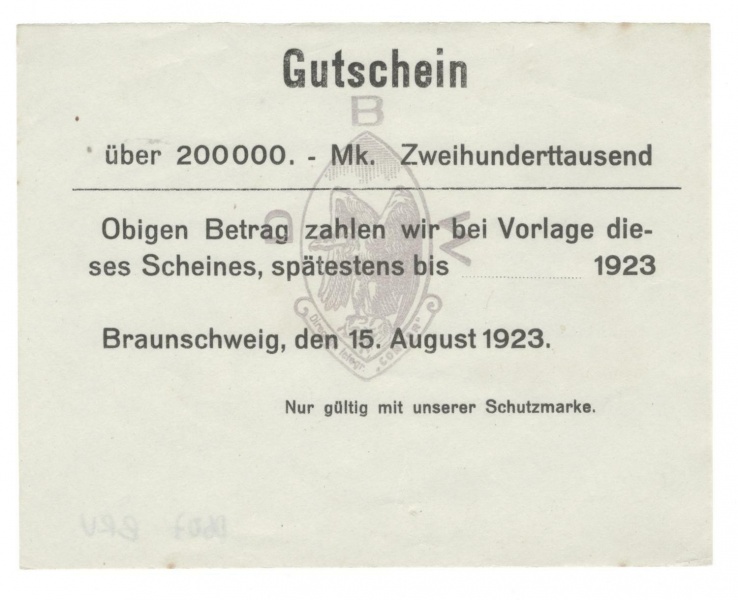 Gutschein
B
über 200000. - Mk. Zweihunderttausend
G W
Obigen Betrag zahlen wir bei Vorlage die-
ses Scheines, spätestens bis 1923
Braunschweig, den 15. August 1923.
Nur gültig mit unserer Schutzmarke.